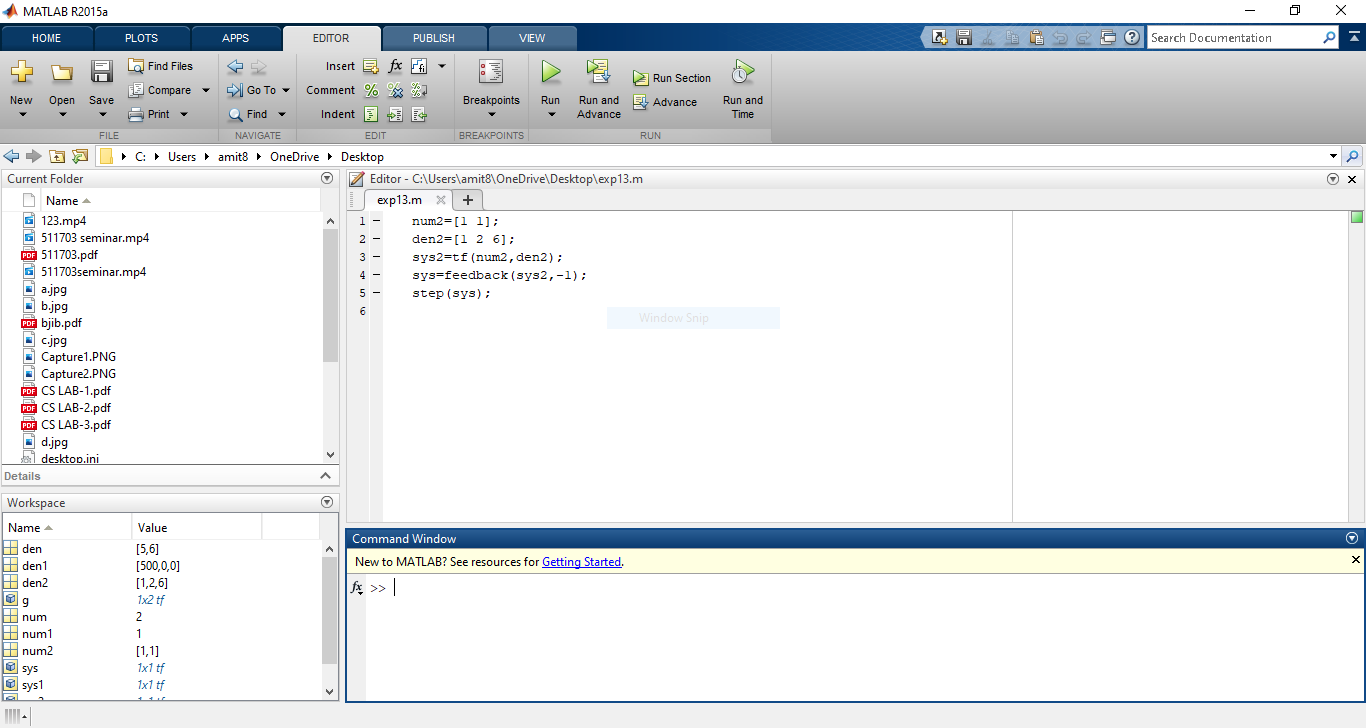 MATLAB R2015a
HOME PLOTS APPS EDITOR PUBLISH VIEW
Search Documentation
New Open Save
Find Files
Compare
Print
FILE
Go To
Find
NAVIGATE
Insert fx
Comment
Indent
EDIT
Breakpoints
BREAKPOINTS
Run
Run and Advance
Run Section
Advance
Run and Time
RUN
C: Users amit8 OneDrive Desktop
Current Folder
Name
123.mp4
511703 seminar.mp4
511703.pdf
511703seminar.mp4
a.jpg
b.jpg
bjib.pdf
c.jpg
Capture1.PNG
Capture2.PNG
CS LAB-1.pdf
CS LAB-2.pdf
CS LAB-3.pdf
d.jpg
desktop.ini
Details
Workspace
Name Value
den [5,6]
den1 [500,0,0]
den2 [1,2,6]
g 1x2 tf
num 2
num1 1
num2 [1,1]
sys 1x1 tf
sys1 1x1 tf
Editor - C:\Users\amit8\OneDrive\Desktop\exp13.m
exp13.m +
1 – num2=[1 1];
2 – den2=[1 2 6];
3 – sys2=tf(num2,den2);
4 – sys=feedback(sys2,-1);
5 – step(sys);
6
Window Snip
Command Window
New to MATLAB? See resources for Getting Started.
fx >>